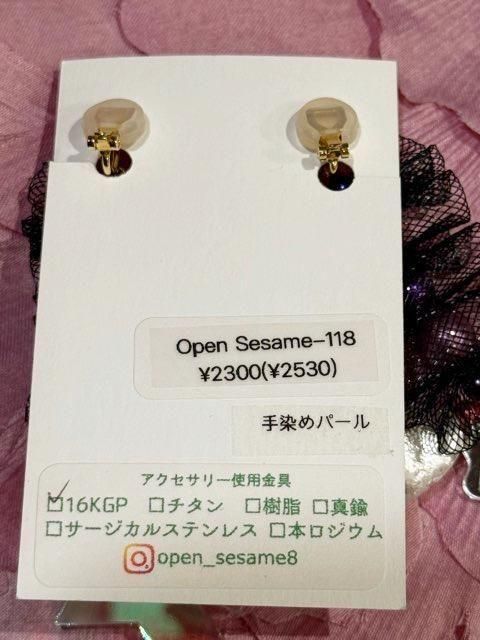 Open Sesame-118
¥2300(¥2530)
手染めパール
アクセサリー使用金具
☑16KGP □チタン □樹脂 □真鍮
□サージカルステンレス □本ロジウム
open_sesame8